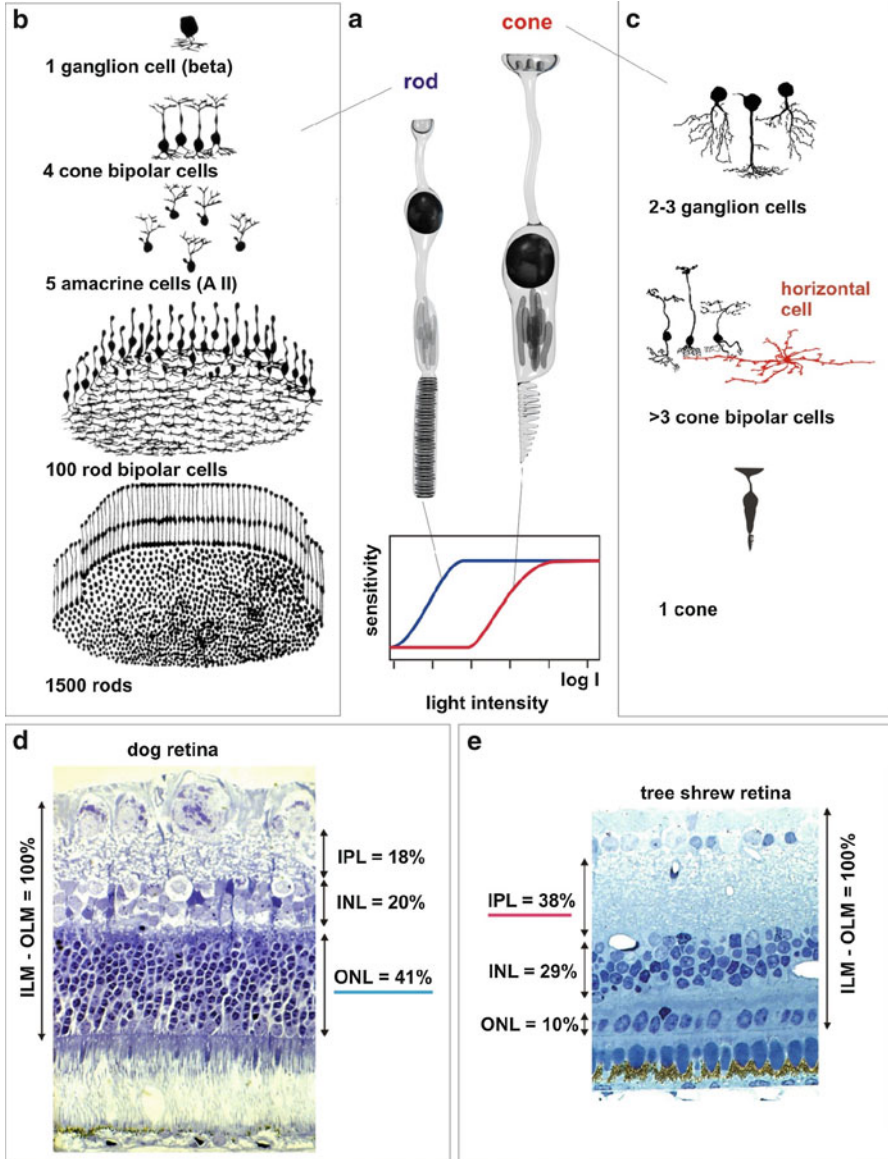 b
1 ganglion cell (beta)
4 cone bipolar cells
5 amacrine cells (A II)
100 rod bipolar cells
1500 rods
a
cone
rod
sensitivity
log I
light intensity
c
2-3 ganglion cells
horizontal
cell
>3 cone bipolar cells
1 cone
d
dog retina
ILM - OLM = 100%
IPL = 18%
INL = 20%
ONL = 41%
e
tree shrew retina
IPL = 38%
INL = 29%
ONL = 10%
ILM - OLM = 100%